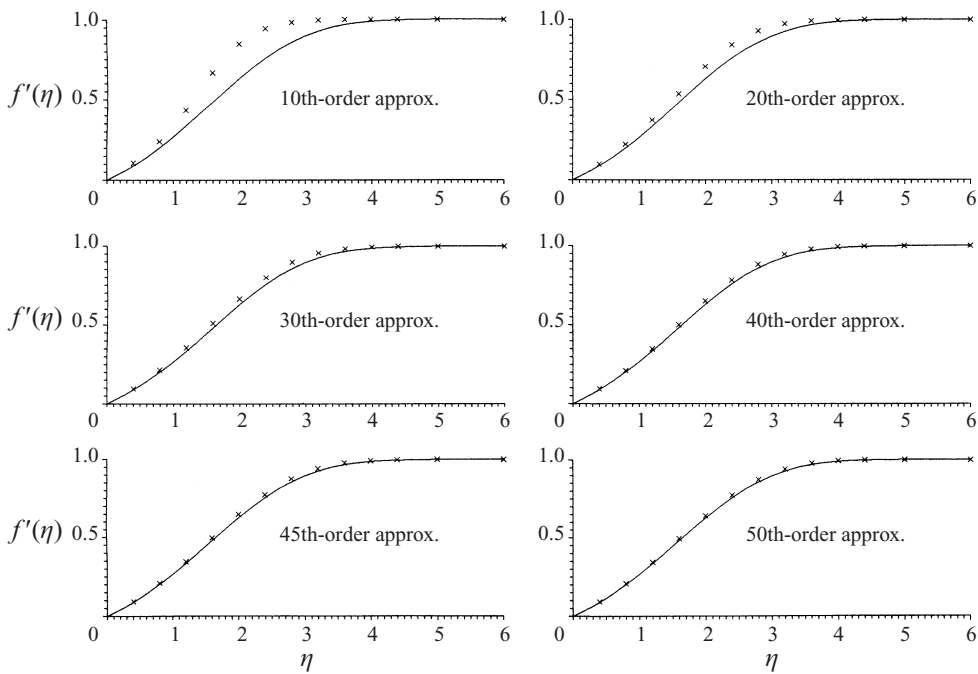 1.0
f′(η) 0.5
10th-order approx.
0 1 2 3 4 5 6
1.0
0.5
20th-order approx.
0 1 2 3 4 5 6
1.0
f′(η) 0.5
30th-order approx.
0 1 2 3 4 5 6
1.0
0.5
40th-order approx.
0 1 2 3 4 5 6
1.0
f′(η) 0.5
45th-order approx.
0 1 2 3 4 5 6
η
1.0
0.5
50th-order approx.
0 1 2 3 4 5 6
η